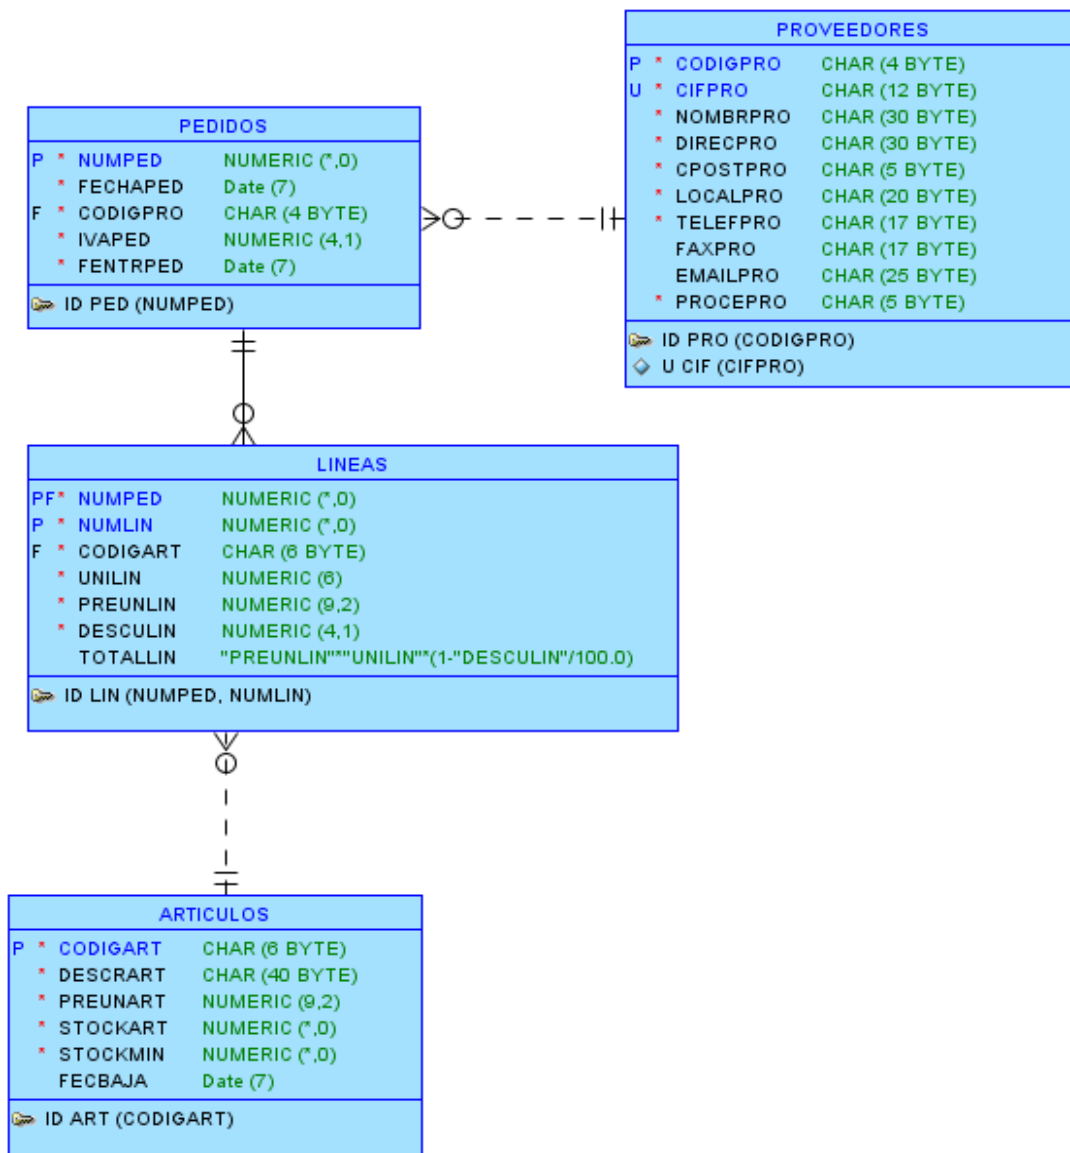 PROVEEDORES
P * CODIGPRO CHAR (4 BYTE)
U * CIFPRO CHAR (12 BYTE)
* NOMBRPRO CHAR (30 BYTE)
* DIRECPRO CHAR (30 BYTE)
* CPOSTPRO CHAR (5 BYTE)
* LOCALPRO CHAR (20 BYTE)
* TELEFPRO CHAR (17 BYTE)
FAXPRO CHAR (17 BYTE)
EMAILPRO CHAR (25 BYTE)
* PROCEPRO CHAR (5 BYTE)
ID PRO (CODIGPRO)
U CIF (CIFPRO)
PEDIDOS
P * NUMPED NUMERIC (*,0)
* FECHAPED Date (7)
F * CODIGPRO CHAR (4 BYTE)
* IVAPED NUMERIC (4,1)
* FENTRPED Date (7)
ID PED (NUMPED)
LINEAS
PF* NUMPED NUMERIC (*,0)
P * NUMLIN NUMERIC (*,0)
F * CODIGART CHAR (6 BYTE)
* UNILIN NUMERIC (6)
* PREUNLIN NUMERIC (9,2)
* DESCULIN NUMERIC (4,1)
TOTALLIN "PREUNLIN"*"UNILIN"*(1-"DESCULIN"/100.0)
ID LIN (NUMPED, NUMLIN)
ARTICULOS
P * CODIGART CHAR (6 BYTE)
* DESCRART CHAR (40 BYTE)
* PREUNART NUMERIC (9,2)
* STOCKART NUMERIC (*,0)
* STOCKMIN NUMERIC (*,0)
FECBAJA Date (7)
ID ART (CODIGART)